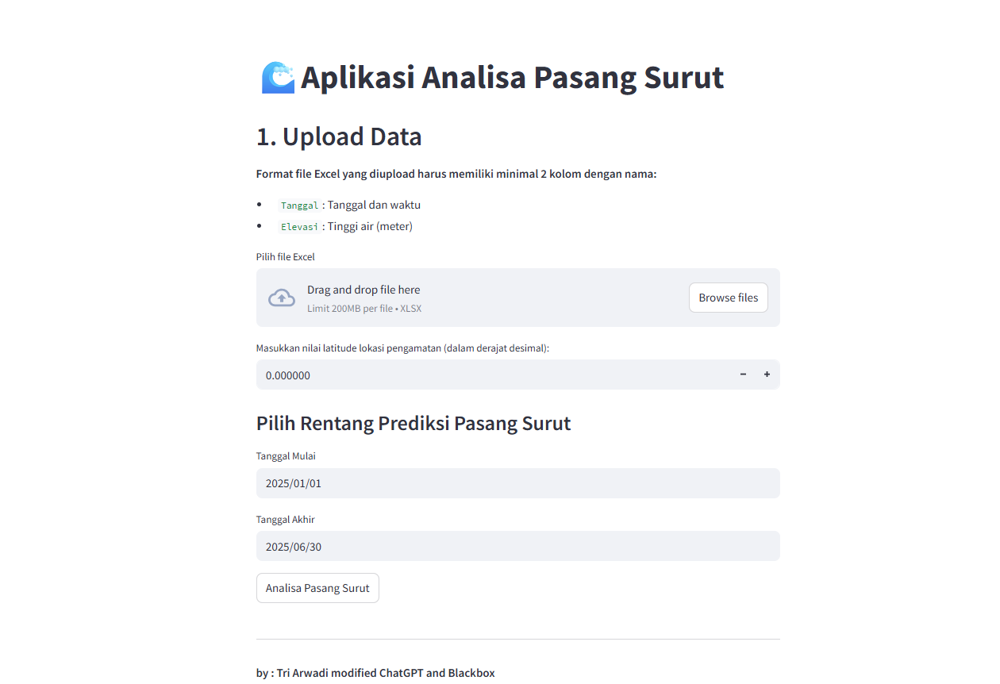 Aplikasi Analisa Pasang Surut
1. Upload Data
Format file Excel yang diupload harus memiliki minimal 2 kolom dengan nama:
• Tanggal : Tanggal dan waktu
• Elevasi : Tinggi air (meter)
Pilih file Excel
Drag and drop file here
Limit 200MB per file • XLSX
Browse files
Masukkan nilai latitude lokasi pengamatan (dalam derajat desimal):
0.000000
− +
Pilih Rentang Prediksi Pasang Surut
Tanggal Mulai
2025/01/01
Tanggal Akhir
2025/06/30
Analisa Pasang Surut
by : Tri Arwadi modified ChatGPT and Blackbox